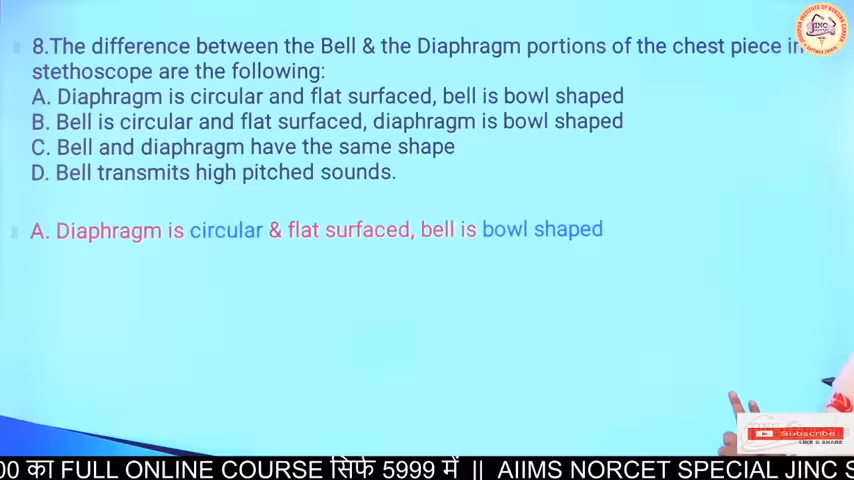 8.The difference between the Bell & the Diaphragm portions of the chest piece in
stethoscope are the following:
A. Diaphragm is circular and flat surfaced, bell is bowl shaped
B. Bell is circular and flat surfaced, diaphragm is bowl shaped
C. Bell and diaphragm have the same shape
D. Bell transmits high pitched sounds.
A. Diaphragm is circular & flat surfaced, bell is bowl shaped
JINC
Subscribe
LIKE & SHARE
00 का FULL ONLINE COURSE सिर्फ 5999 में || AIIMS NORCET SPECIAL JINC S